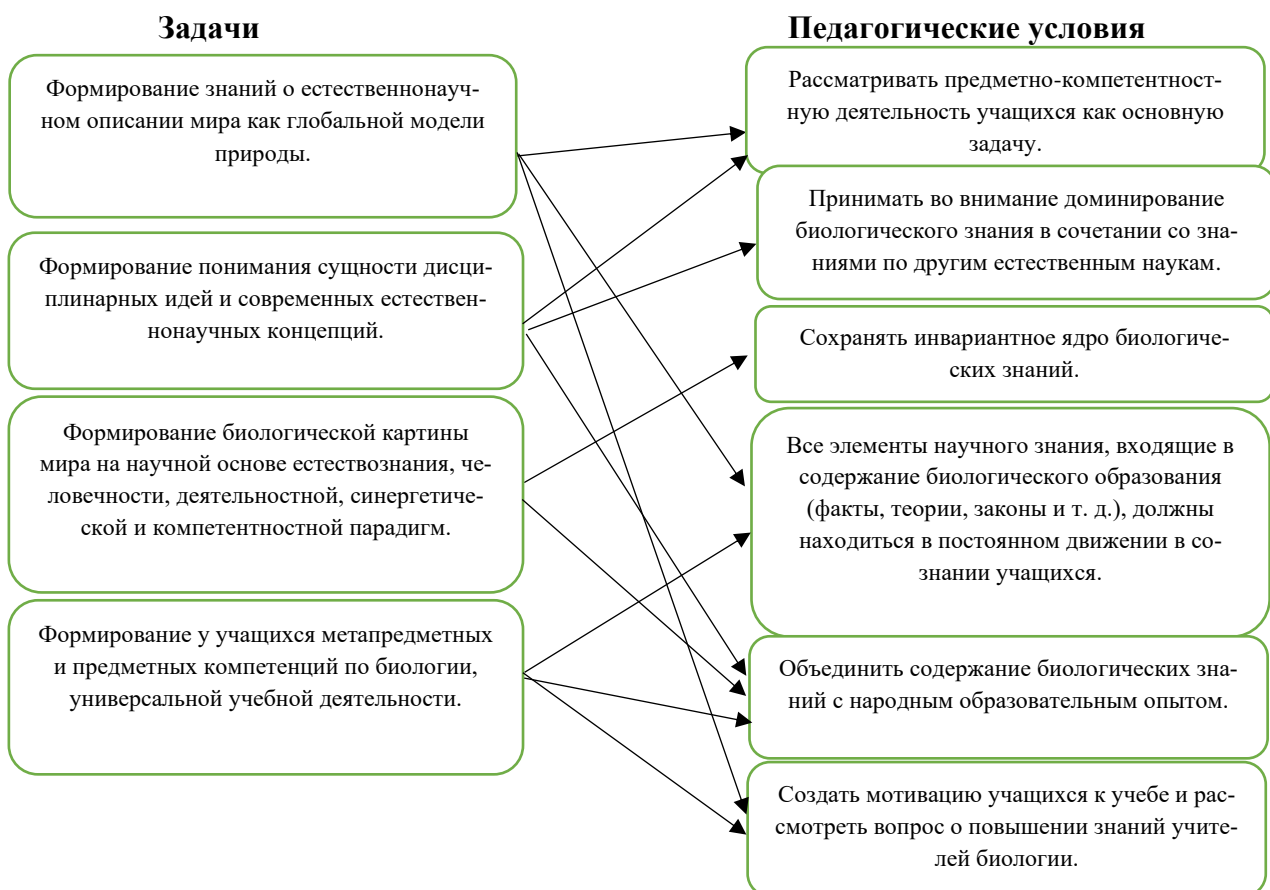 Задачи
Формирование знаний о естественнонауч-
ном описании мира как глобальной модели
природы.
Формирование понимания сущности дисци-
плинарных идей и современных естествен-
нонаучных концепций.
Формирование биологической картины
мира на научной основе естествознания, че-
ловечности, деятельностной, синергетиче-
ской и компетентностной парадигм.
Формирование у учащихся метапредметных
и предметных компетенций по биологии,
универсальной учебной деятельности.
Педагогические условия
Рассматривать предметно-компетентност-
ную деятельность учащихся как основную
задачу.
Принимать во внимание доминирование
биологического знания в сочетании со зна-
ниями по другим естественным наукам.
Сохранять инвариантное ядро биологиче-
ских знаний.
Все элементы научного знания, входящие в
содержание биологического образования
(факты, теории, законы и т. д.), должны
находиться в постоянном движении в со-
знании учащихся.
Объединить содержание биологических зна-
ний с народным образовательным опытом.
Создать мотивацию учащихся к учебе и рас-
смотреть вопрос о повышении знаний учите-
лей биологии.